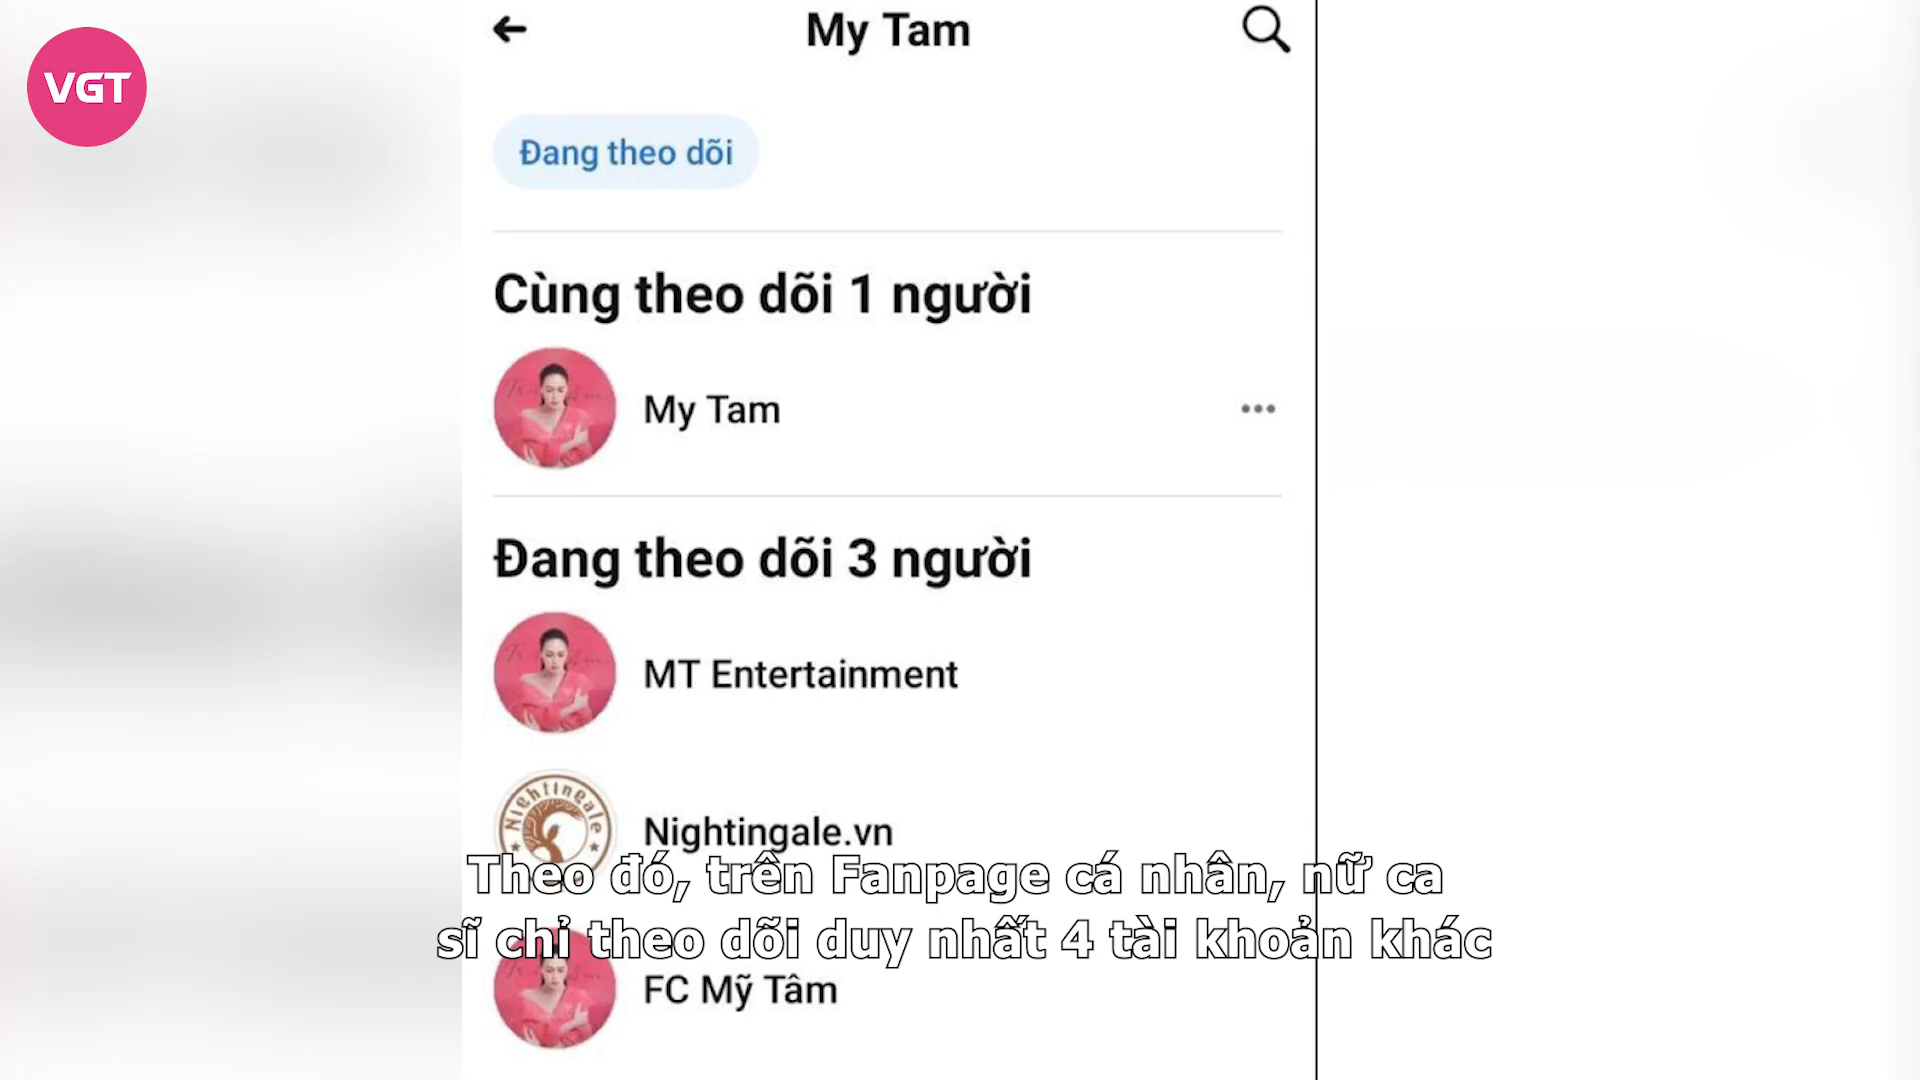 VGT
My Tam
Đang theo dõi
Cùng theo dõi 1 người
My Tam
Đang theo dõi 3 người
MT Entertainment
Nightingale
Nightingale.vn
Theo đó, trên Fanpage cá nhân, nữ ca
sĩ chỉ theo dõi duy nhất 4 tài khoản khác
FC Mỹ Tâm